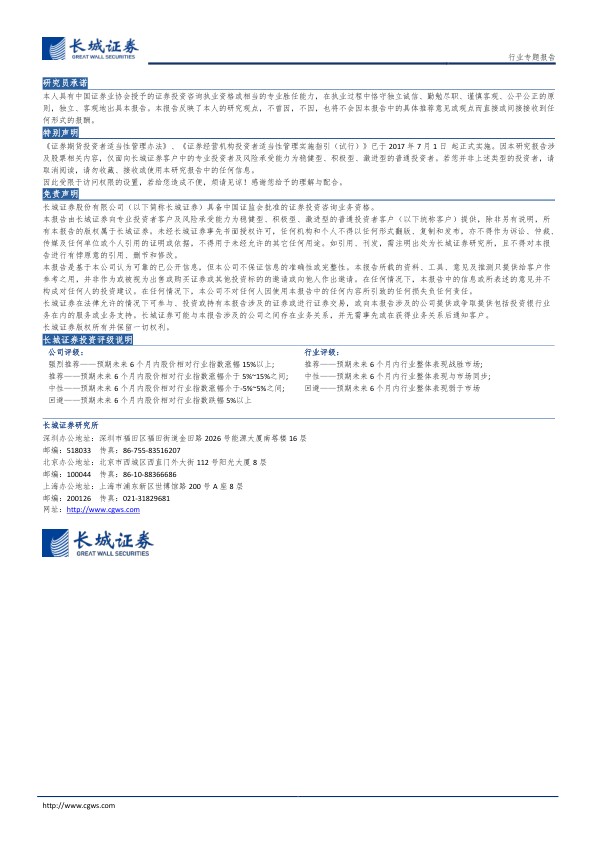 长城证券
GREAT WALL SECURITIES
行业专题报告
研究员承诺
本人具有中国证券业协会授予的证券投资咨询执业资格或相当的专业胜任能力，在执业过程中恪守独立诚信、勤勉尽职、谨慎客观、公平公正的原
则，独立、客观地出具本报告。本报告反映了本人的研究观点，不曾因，不因，也将不会因本报告中的具体推荐意见或观点而直接或间接接收到任
何形式的报酬。
特别声明
《证券期货投资者适当性管理办法》、《证券经营机构投资者适当性管理实施指引（试行）》已于 2017 年 7 月 1 日 起正式实施。因本研究报告涉
及股票相关内容，仅面向长城证券客户中的专业投资者及风险承受能力为稳健型、积极型、激进型的普通投资者。若您并非上述类型的投资者，请
取消阅读，请勿收藏、接收或使用本研究报告中的任何信息。
因此受限于访问权限的设置，若给您造成不便，烦请见谅！感谢您给予的理解与配合。
免责声明
长城证券股份有限公司（以下简称长城证券）具备中国证监会批准的证券投资咨询业务资格。
本报告由长城证券向专业投资者客户及风险承受能力为稳健型、积极型、激进型的普通投资者客户（以下统称客户）提供，除非另有说明，所
有本报告的版权属于长城证券。未经长城证券事先书面授权许可，任何机构和个人不得以任何形式翻版、复制和发布，亦不得作为诉讼、仲裁、
传媒及任何单位或个人引用的证明或依据，不得用于未经允许的其它任何用途。如引用、刊发，需注明出处为长城证券研究所，且不得对本报
告进行有悖原意的引用、删节和修改。
本报告是基于本公司认为可靠的已公开信息，但本公司不保证信息的准确性或完整性。本报告所载的资料、工具、意见及推测只提供给客户作
参考之用，并非作为或被视为出售或购买证券或其他投资标的的邀请或向他人作出邀请。在任何情况下，本报告中的信息或所表述的意见并不
构成对任何人的投资建议。在任何情况下，本公司不对任何人因使用本报告中的任何内容所引致的任何损失负任何责任。
长城证券在法律允许的情况下可参与、投资或持有本报告涉及的证券或进行证券交易，或向本报告涉及的公司提供或争取提供包括投资银行业
务在内的服务或业务支持。长城证券可能与本报告涉及的公司之间存在业务关系，并无需事先或在获得业务关系后通知客户。
长城证券版权所有并保留一切权利。
长城证券投资评级说明
公司评级：
强烈推荐——预期未来 6 个月内股价相对行业指数涨幅 15%以上;
推荐——预期未来 6 个月内股价相对行业指数涨幅介于 5%~15%之间;
中性——预期未来 6 个月内股价相对行业指数涨幅介于-5%~5%之间;
回避——预期未来 6 个月内股价相对行业指数跌幅 5%以上
行业评级：
推荐——预期未来 6 个月内行业整体表现战胜市场;
中性——预期未来 6 个月内行业整体表现与市场同步;
回避——预期未来 6 个月内行业整体表现弱于市场
长城证券研究所
深圳办公地址：深圳市福田区福田街道金田路 2026 号能源大厦南塔楼 16 层
邮编：518033 传真：86-755-83516207
北京办公地址：北京市西城区西直门外大街 112 号阳光大厦 8 层
邮编：100044 传真：86-10-88366686
上海办公地址：上海市浦东新区世博馆路 200 号 A 座 8 层
邮编：200126 传真：021-31829681
网址：http://www.cgws.com
长城证券
GREAT WALL SECURITIES
http://www.cgws.com